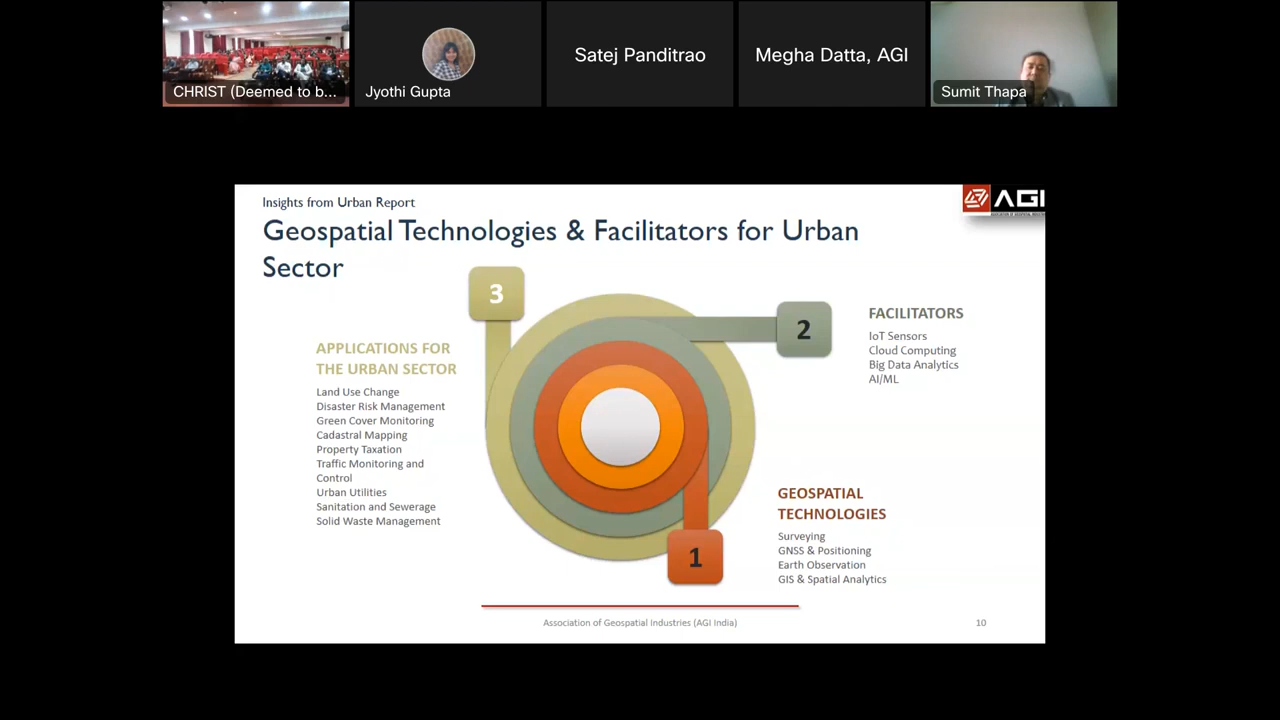 CHRIST (Deemed to b...
Jyothi Gupta
Satej Panditrao
Megha Datta, AGI
Sumit Thapa
Insights from Urban Report
Geospatial Technologies & Facilitators for Urban
Sector
AGI
3
2
FACILITATORS
IoT Sensors
Cloud Computing
Big Data Analytics
AI/ML
APPLICATIONS FOR
THE URBAN SECTOR
Land Use Change
Disaster Risk Management
Green Cover Monitoring
Cadastral Mapping
Property Taxation
Traffic Monitoring and
Control
Urban Utilities
Sanitation and Sewerage
Solid Waste Management
GEOSPATIAL
TECHNOLOGIES
Surveying
GNSS & Positioning
Earth Observation
GIS & Spatial Analytics
1
Association of Geospatial Industries (AGI India)
10